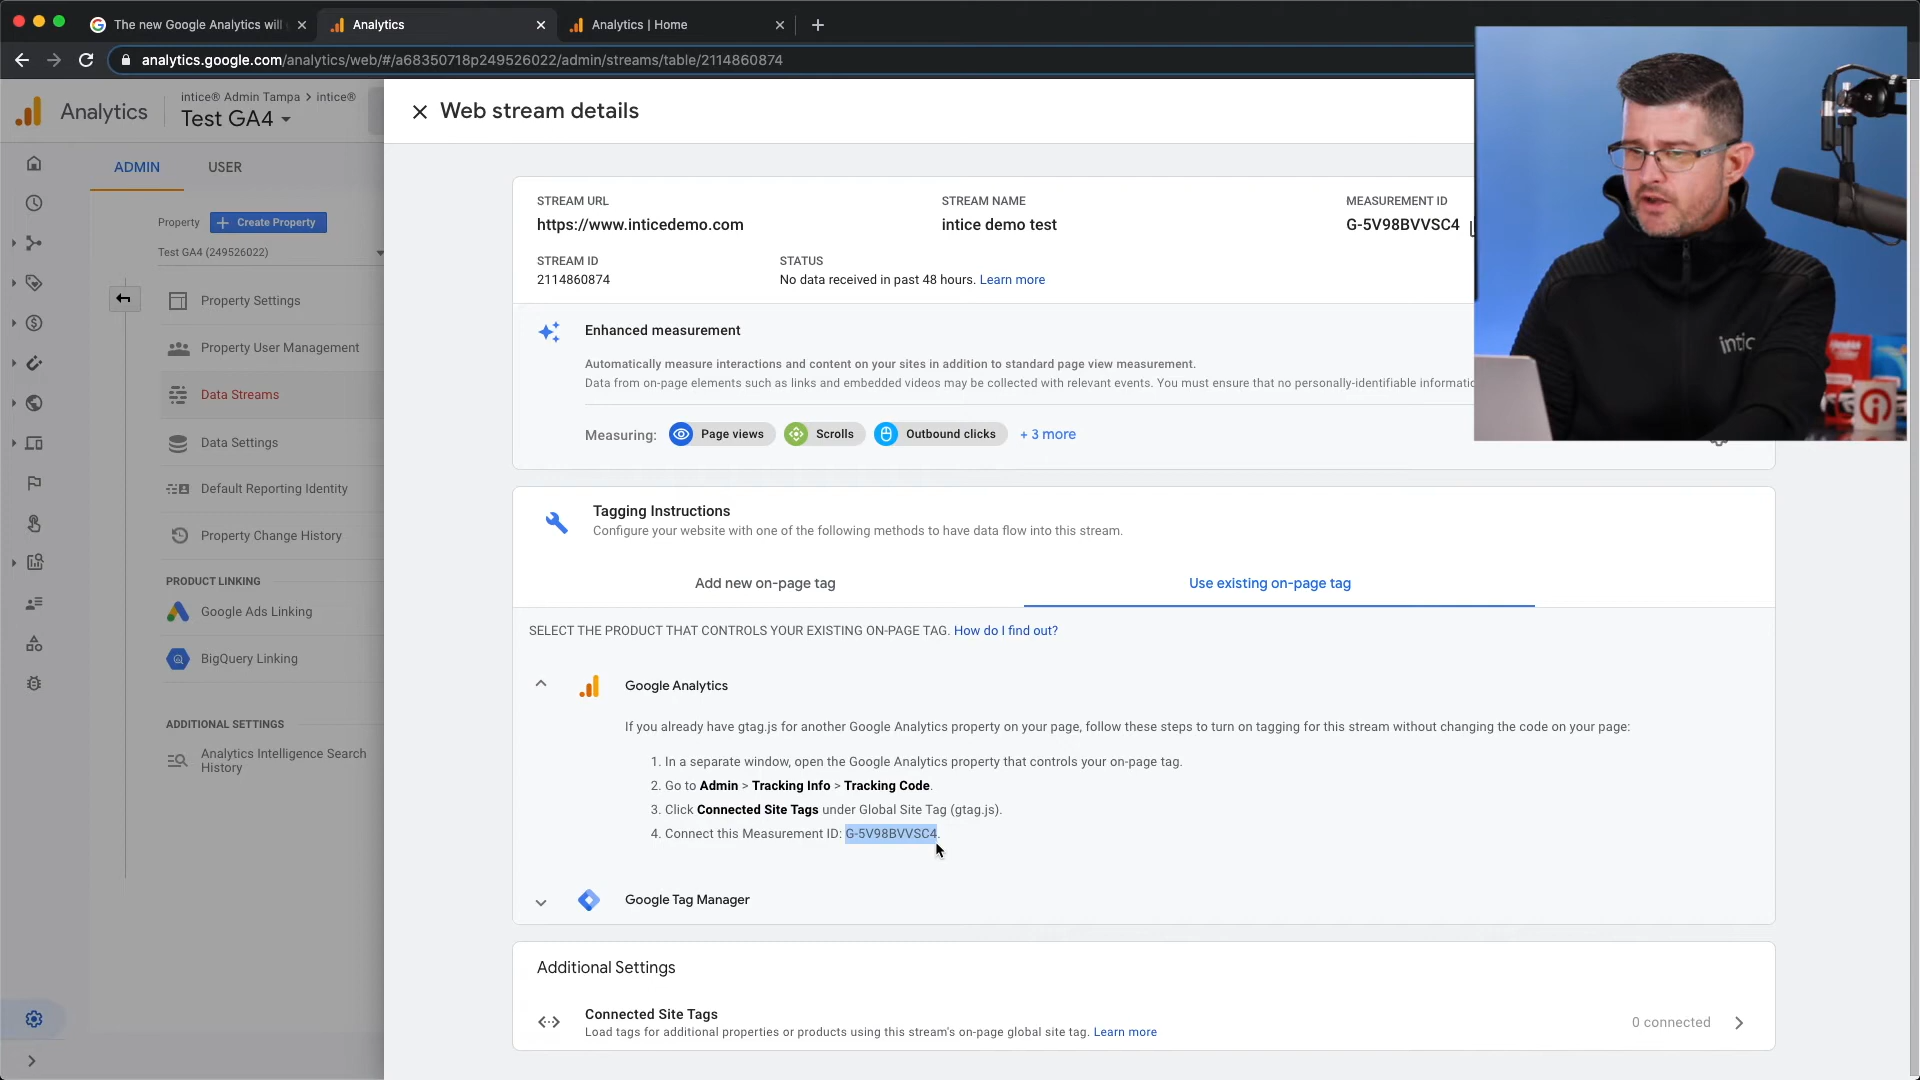 The new Google Analytics will
Analytics
Analytics | Home
analytics.google.com/analytics/web/#/a68350718p249526022/admin/streams/table/2114860874
Analytics
intice® Admin Tampa > intice®
Test GA4
ADMIN
USER
Property
Create Property
Test GA4 (249526022)
Property Settings
Property User Management
Data Streams
Data Settings
Default Reporting Identity
Property Change History
PRODUCT LINKING
Google Ads Linking
BigQuery Linking
ADDITIONAL SETTINGS
Analytics Intelligence Search
History
Web stream details
STREAM URL
https://www.inticedemo.com
STREAM NAME
intice demo test
MEASUREMENT ID
G-5V98BVVSC4
STREAM ID
2114860874
STATUS
No data received in past 48 hours. Learn more
Enhanced measurement
Automatically measure interactions and content on your sites in addition to standard page view measurement.
Data from on-page elements such as links and embedded videos may be collected with relevant events. You must ensure that no personally-identifiable informatio
Measuring:
Page views
Scrolls
Outbound clicks
+ 3 more
Tagging Instructions
Configure your website with one of the following methods to have data flow into this stream.
Add new on-page tag
Use existing on-page tag
SELECT THE PRODUCT THAT CONTROLS YOUR EXISTING ON-PAGE TAG. How do I find out?
Google Analytics
If you already have gtag.js for another Google Analytics property on your page, follow these steps to turn on tagging for this stream without changing the code on your page:
1. In a separate window, open the Google Analytics property that controls your on-page tag.
2. Go to Admin > Tracking Info > Tracking Code.
3. Click Connected Site Tags under Global Site Tag (gtag.js).
4. Connect this Measurement ID: G-5V98BVVSC4.
Google Tag Manager
Additional Settings
Connected Site Tags
Load tags for additional properties or products using this stream's on-page global site tag. Learn more
0 connected
intic